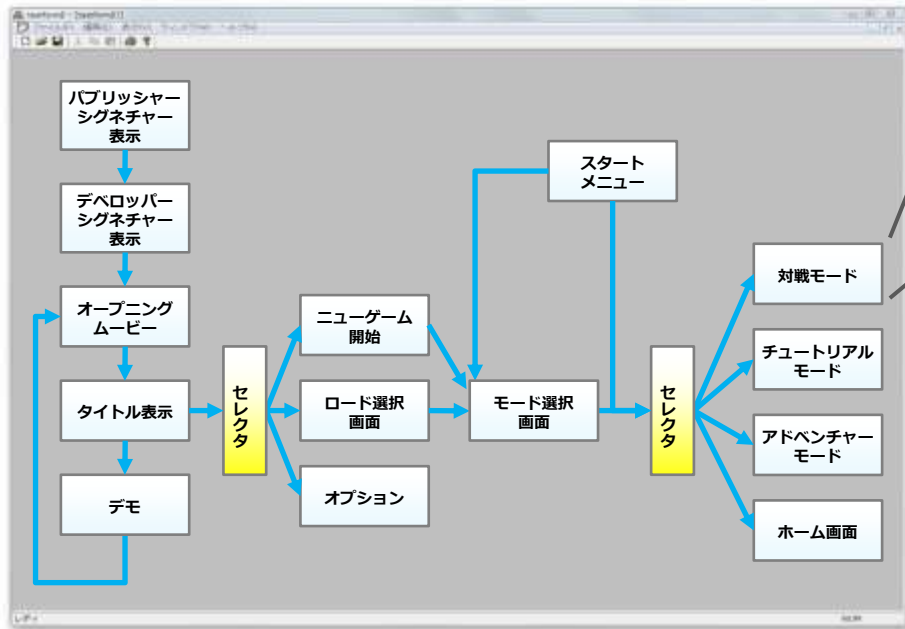 パブリッシャー
シグネチャー
表示
デベロッパー
シグネチャー
表示
オープニング
ムービー
タイトル表示
デモ
セレクタ
ニューゲーム
開始
ロード選択
画面
オプション
スタート
メニュー
モード選択
画面
セレクタ
対戦モード
チュートリアル
モード
アドベンチャー
モード
ホーム画面
レディ